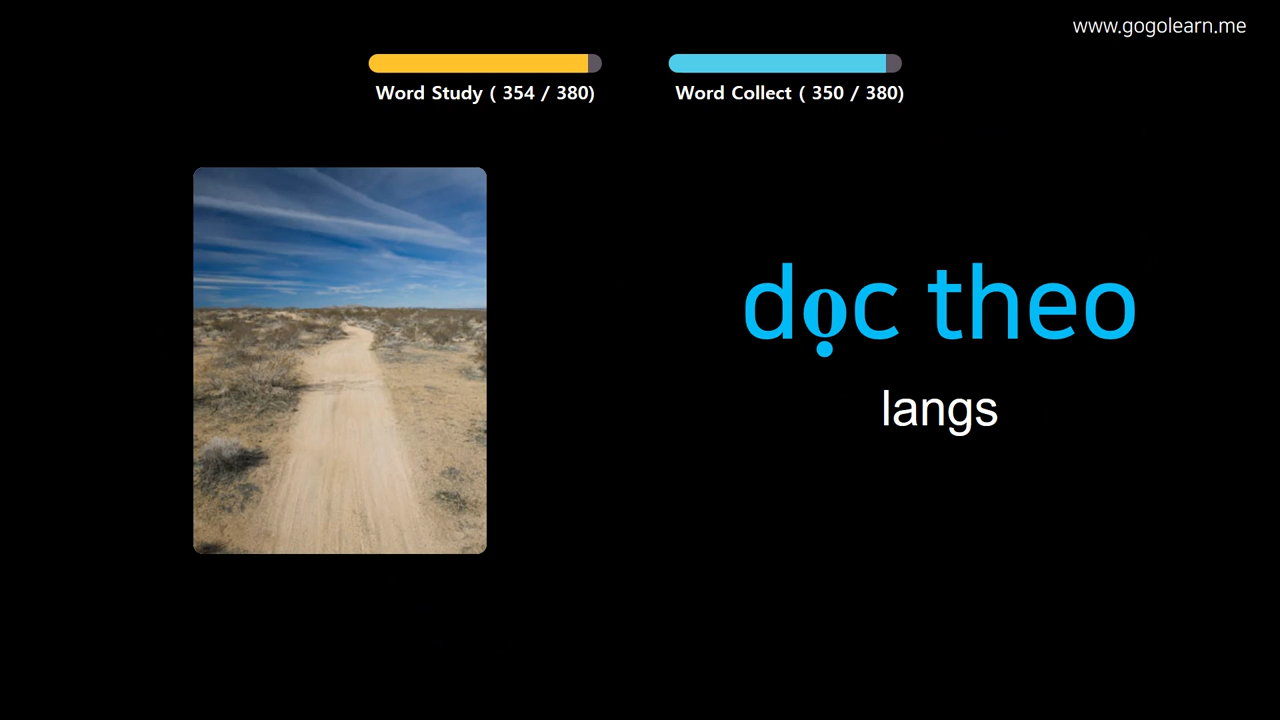 www.gogolearn.me
Word Study ( 354 / 380)
Word Collect ( 350 / 380)
dọc theo
langs